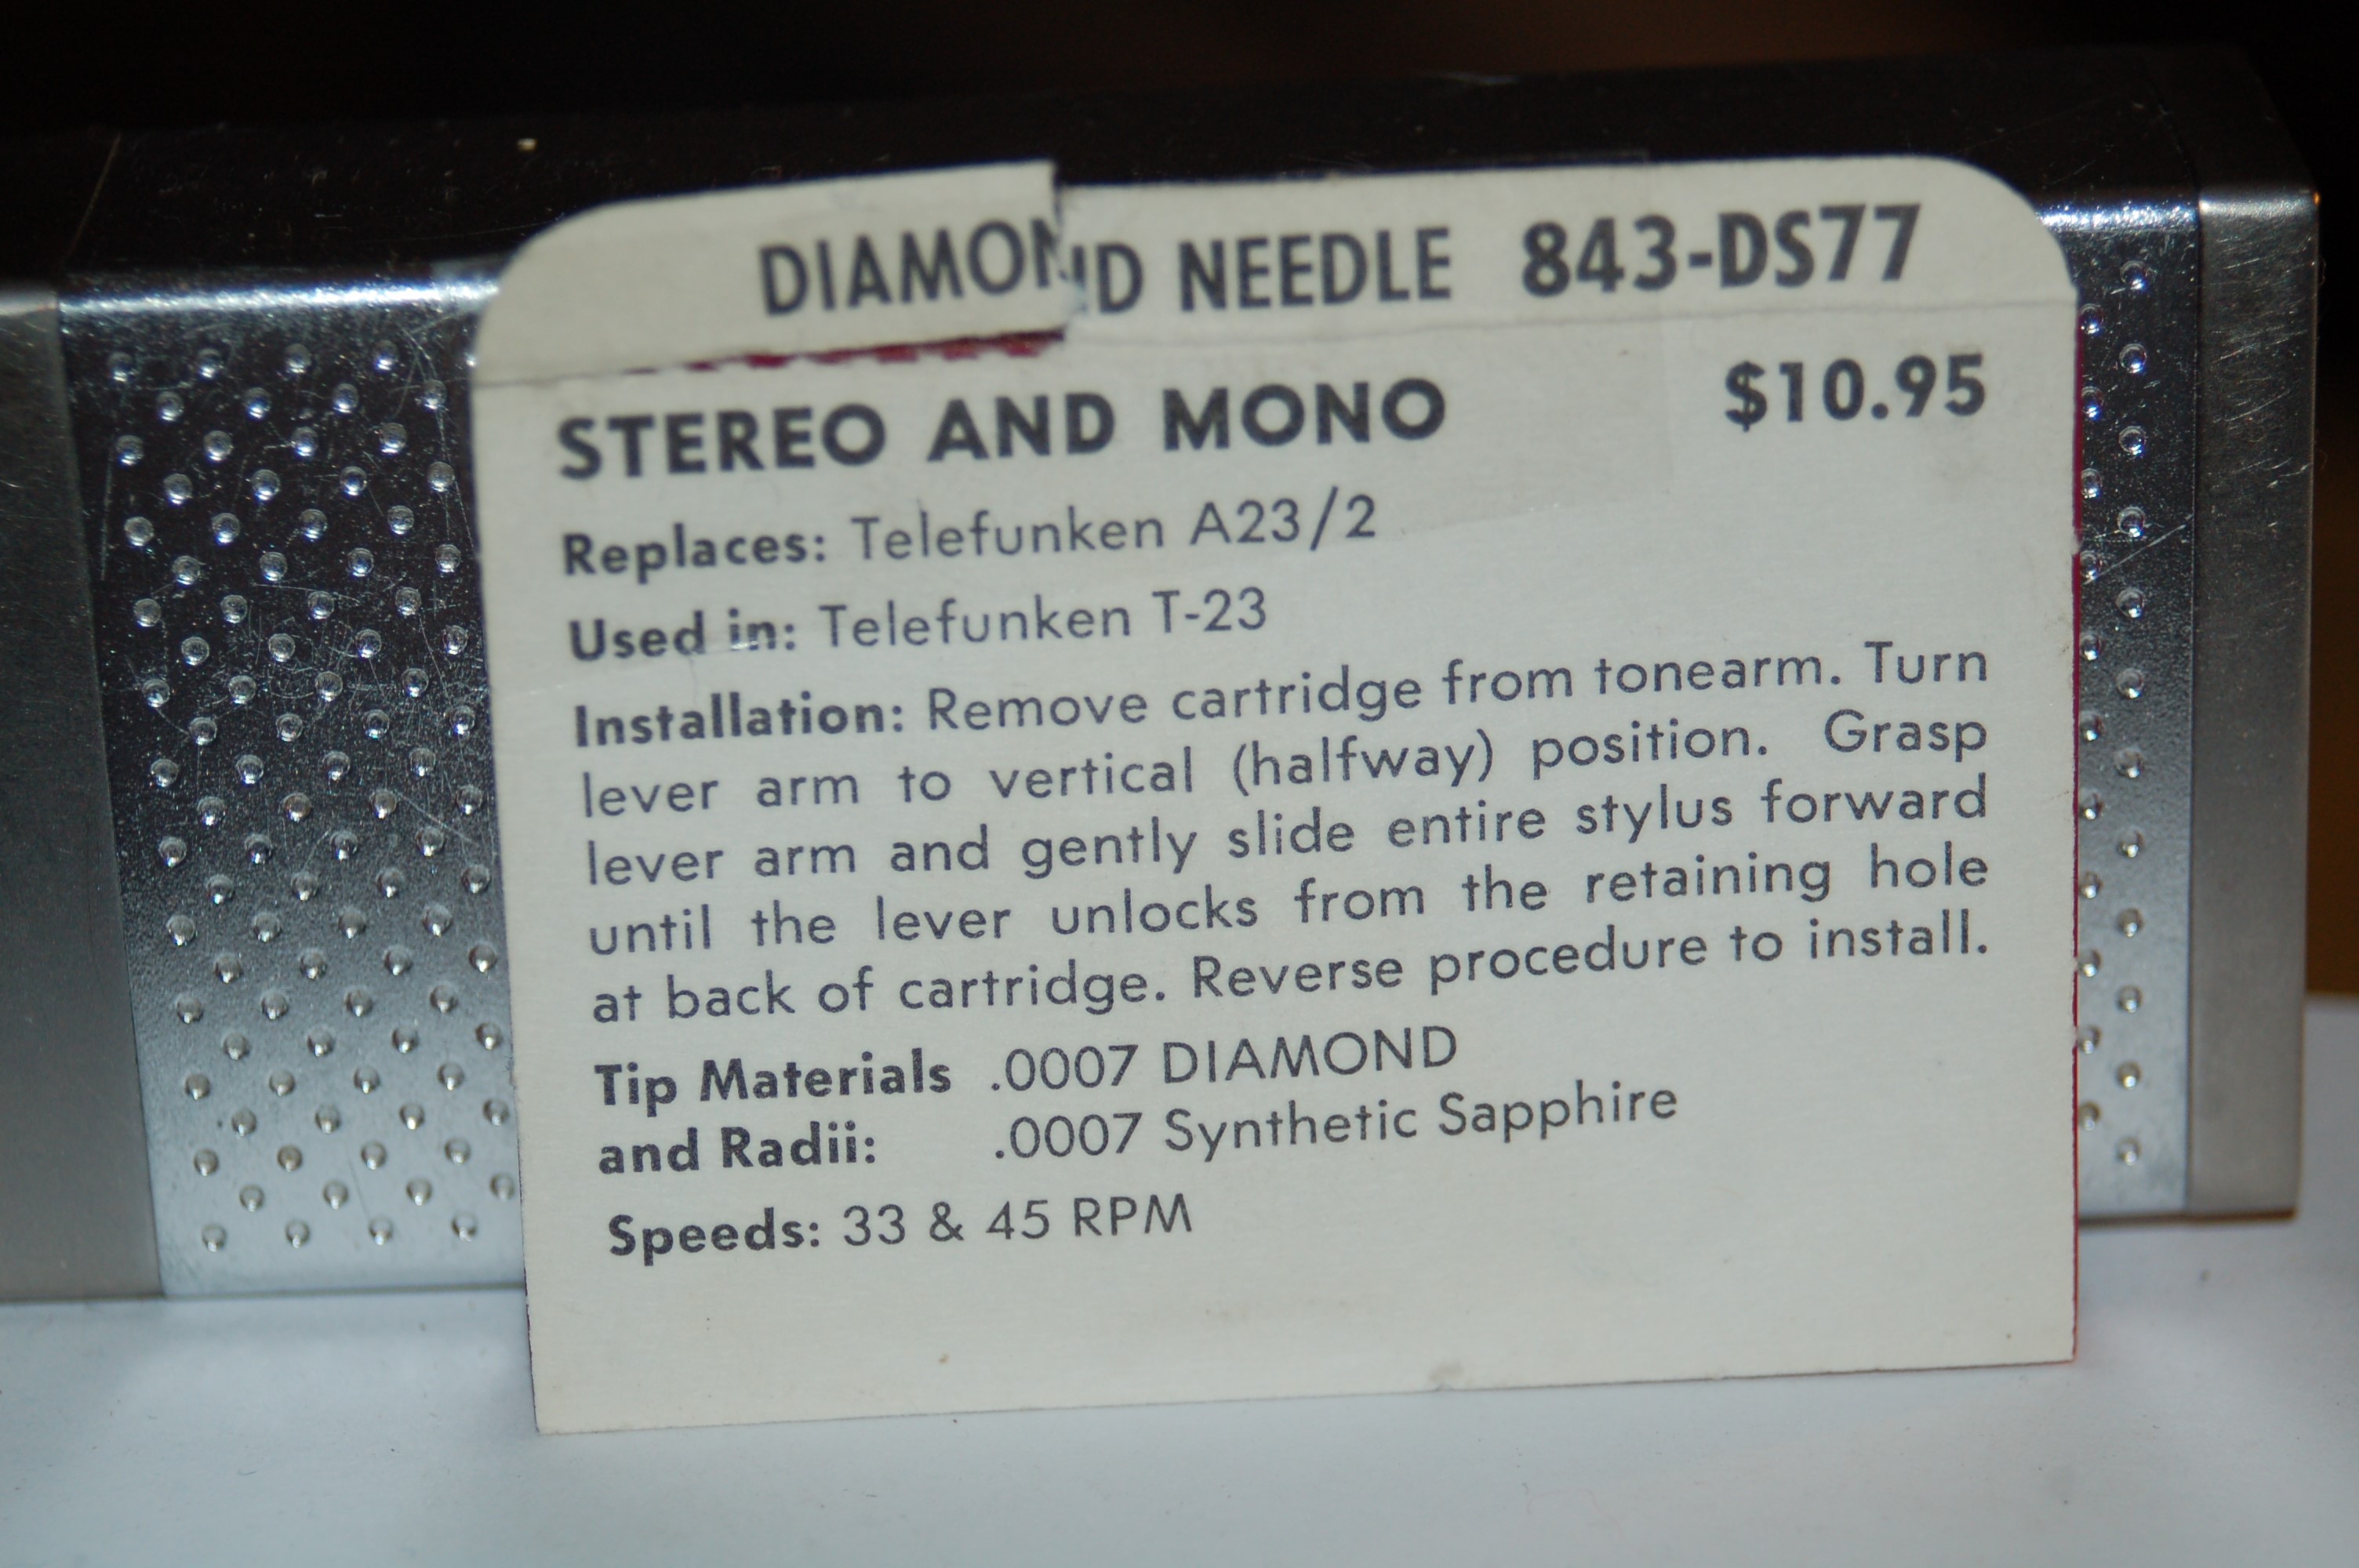 DIAMOND NEEDLE 843-DS77
STEREO AND MONO $10.95
Replaces: Telefunken A23/2
Used in: Telefunken T-23
Installation: Remove cartridge from tonearm. Turn
lever arm to vertical (halfway) position. Grasp
lever arm and gently slide entire stylus forward
until the lever unlocks from the retaining hole
at back of cartridge. Reverse procedure to install.
Tip Materials .0007 DIAMOND
and Radii: .0007 Synthetic Sapphire
Speeds: 33 & 45 RPM